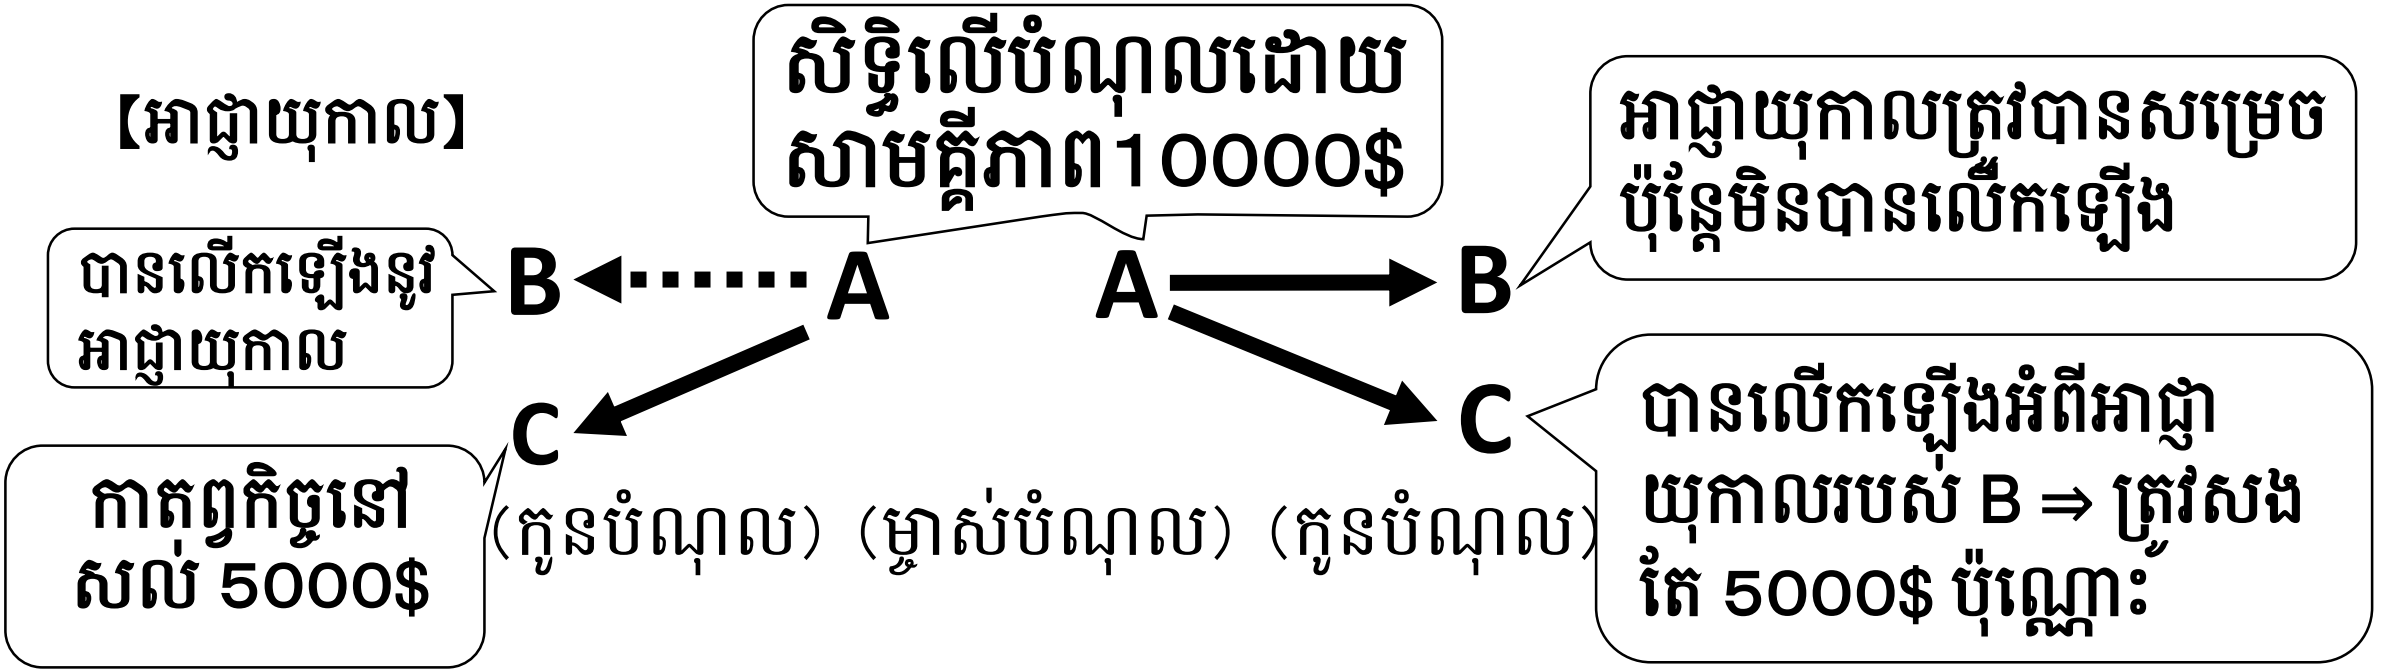 【អាជ្ញាយុកាល】
សិទ្ធិលើបំណុលដោយ
សាមគ្គីភាព10000$
អាជ្ញាយុកាលត្រូវបានសម្រេច
ប៉ុន្តែមិនបានលើកឡើង
បានលើកឡើងនូវ
អាជ្ញាយុកាល
B
A
A
B
C
C
កាតព្វកិច្ចនៅ
សល់ 5000$
បានលើកឡើងអំពីអាជ្ញា
យុកាលរបស់ B ⇒ ត្រូវសង
តែ 5000$ ប៉ុណ្ណោះ
(កូនបំណុល) (ម្ចាស់បំណុល) (កូនបំណុល)